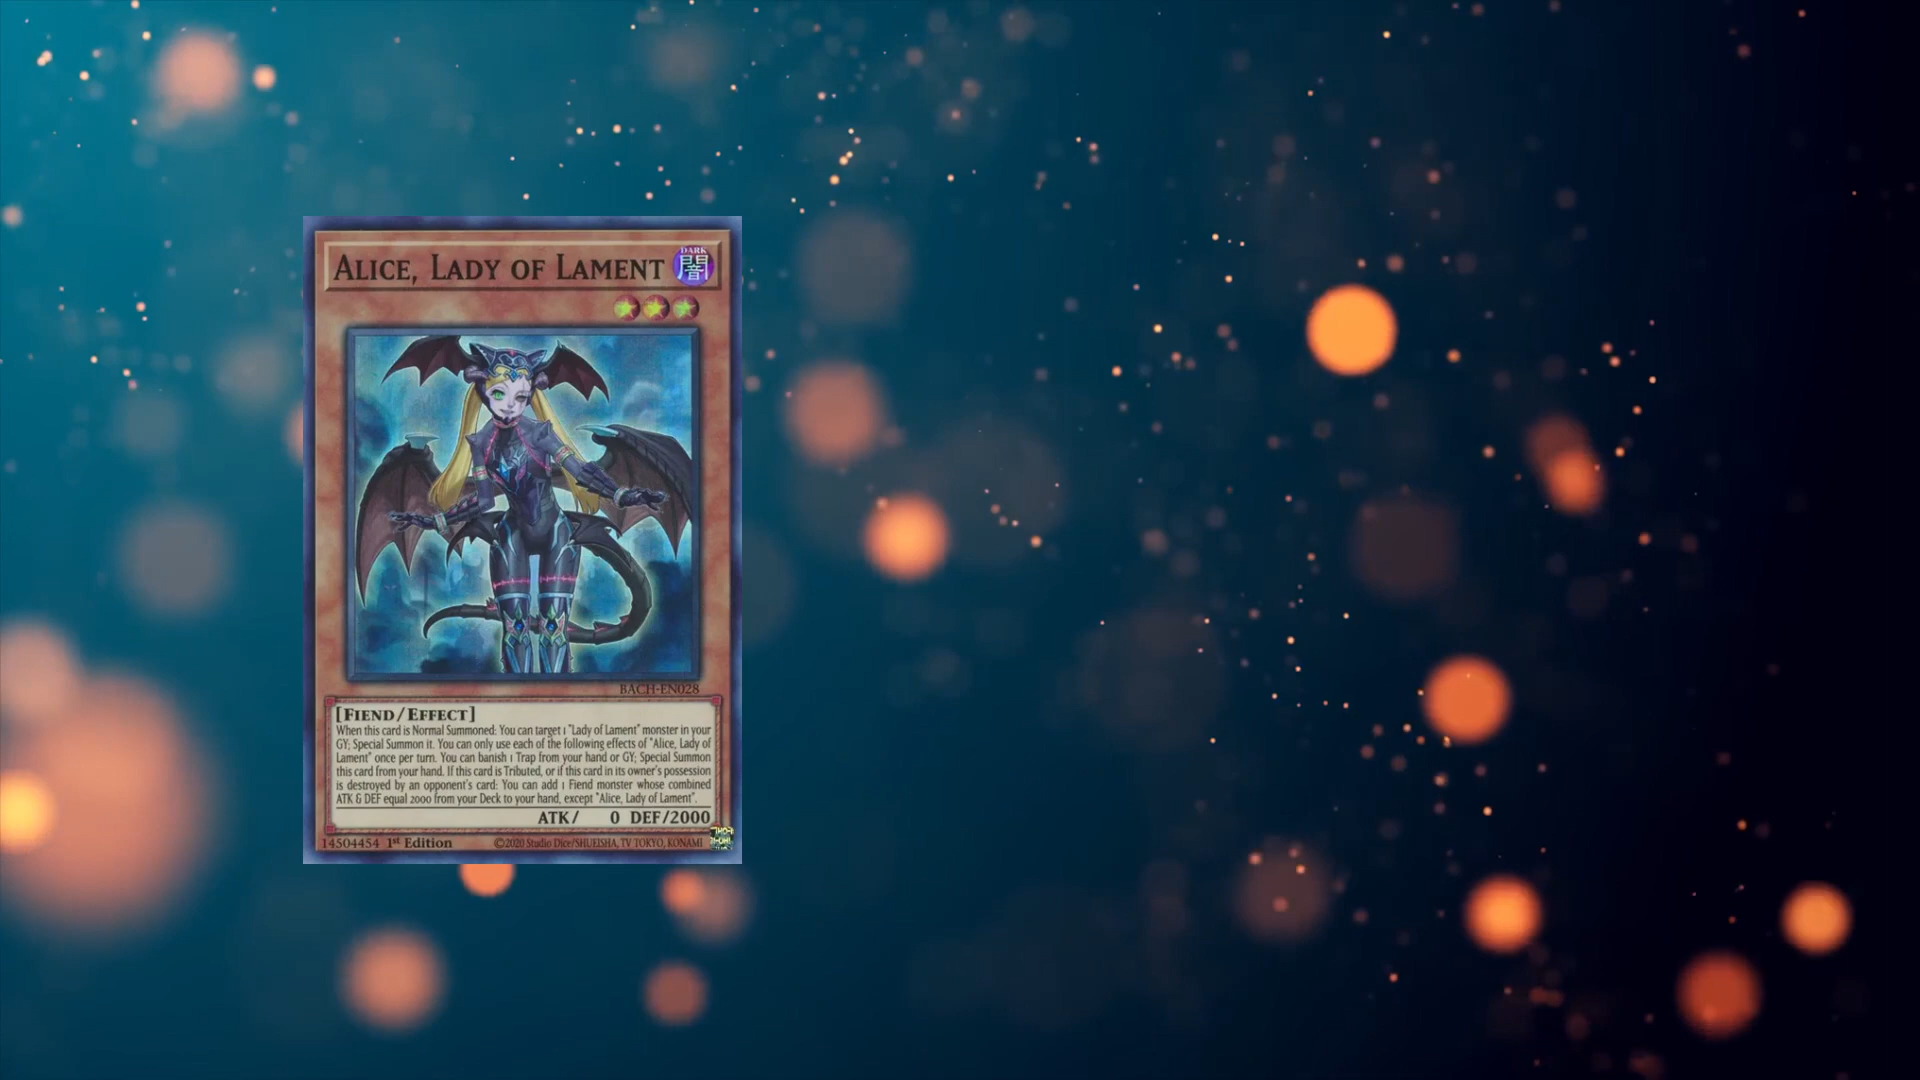 ALICE, LADY OF LAMENT
DARK
闇
BACH-EN028
[FIEND/EFFECT]
When this card is Normal Summoned: You can target 1 "Lady of Lament" monster in your
GY; Special Summon it. You can only use each of the following effects of "Alice, Lady of
Lament" once per turn. You can banish 1 Trap from your hand or GY; Special Summon
this card from your hand. If this card is Tributed, or if this card in its owner's possession
is destroyed by an opponent's card: You can add 1 Fiend monster whose combined
ATK & DEF equal 2000 from your Deck to your hand, except "Alice, Lady of Lament".
ATK/ 0 DEF/2000
14504454 1st Edition ©2020 Studio Dice/SHUEISHA, TV TOKYO, KONAMI